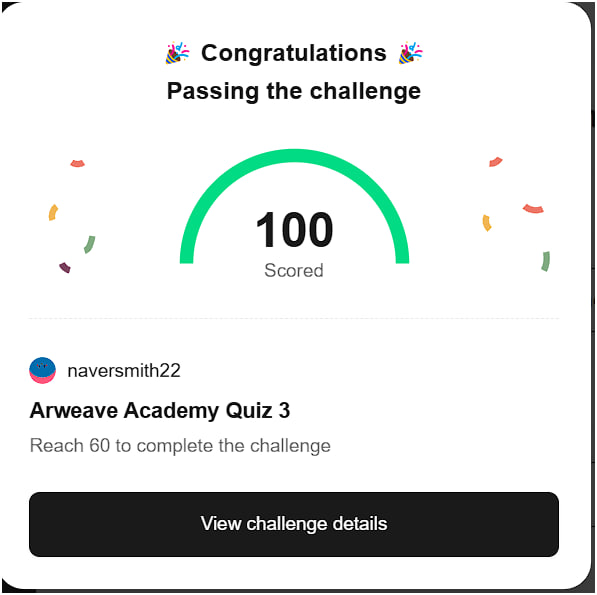 Congratulations
Passing the challenge
100
Scored
naversmith22
Arweave Academy Quiz 3
Reach 60 to complete the challenge
View challenge details